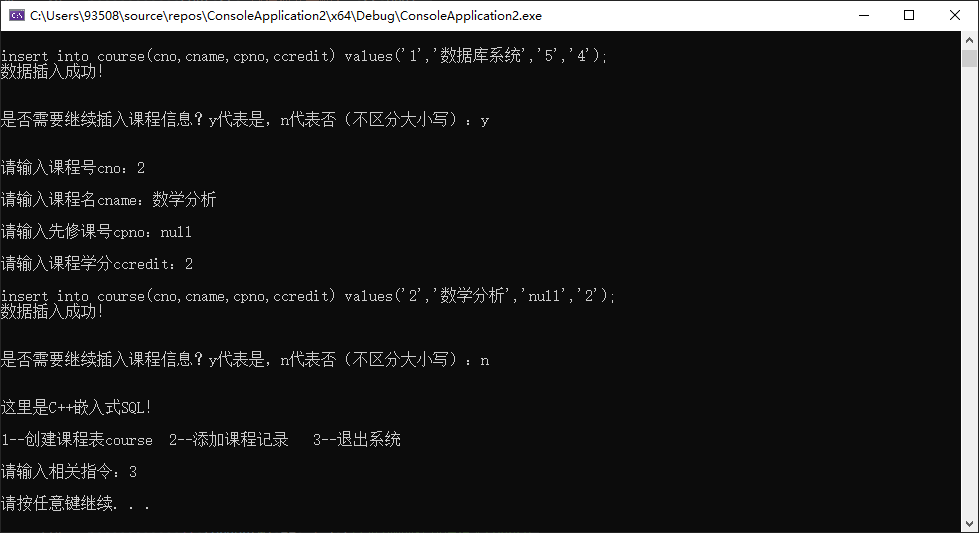 C:\Users\93508\source\repos\ConsoleApplication2\x64\Debug\ConsoleApplication2.exe
insert into course(cno,cname,cpno,ccredit) values('1','数据库系统','5','4');
数据插入成功!
是否需要继续插入课程信息？y代表是，n代表否（不区分大小写）：y
请输入课程号cno：2
请输入课程名cname：数学分析
请输入先修课号cpno：null
请输入课程学分ccredit：2
insert into course(cno,cname,cpno,ccredit) values('2','数学分析','null','2');
数据插入成功!
是否需要继续插入课程信息？y代表是，n代表否（不区分大小写）：n
这里是C++嵌入式SQL!
1--创建课程表course  2--添加课程记录   3--退出系统
请输入相关指令：3
请按任意键继续. . .